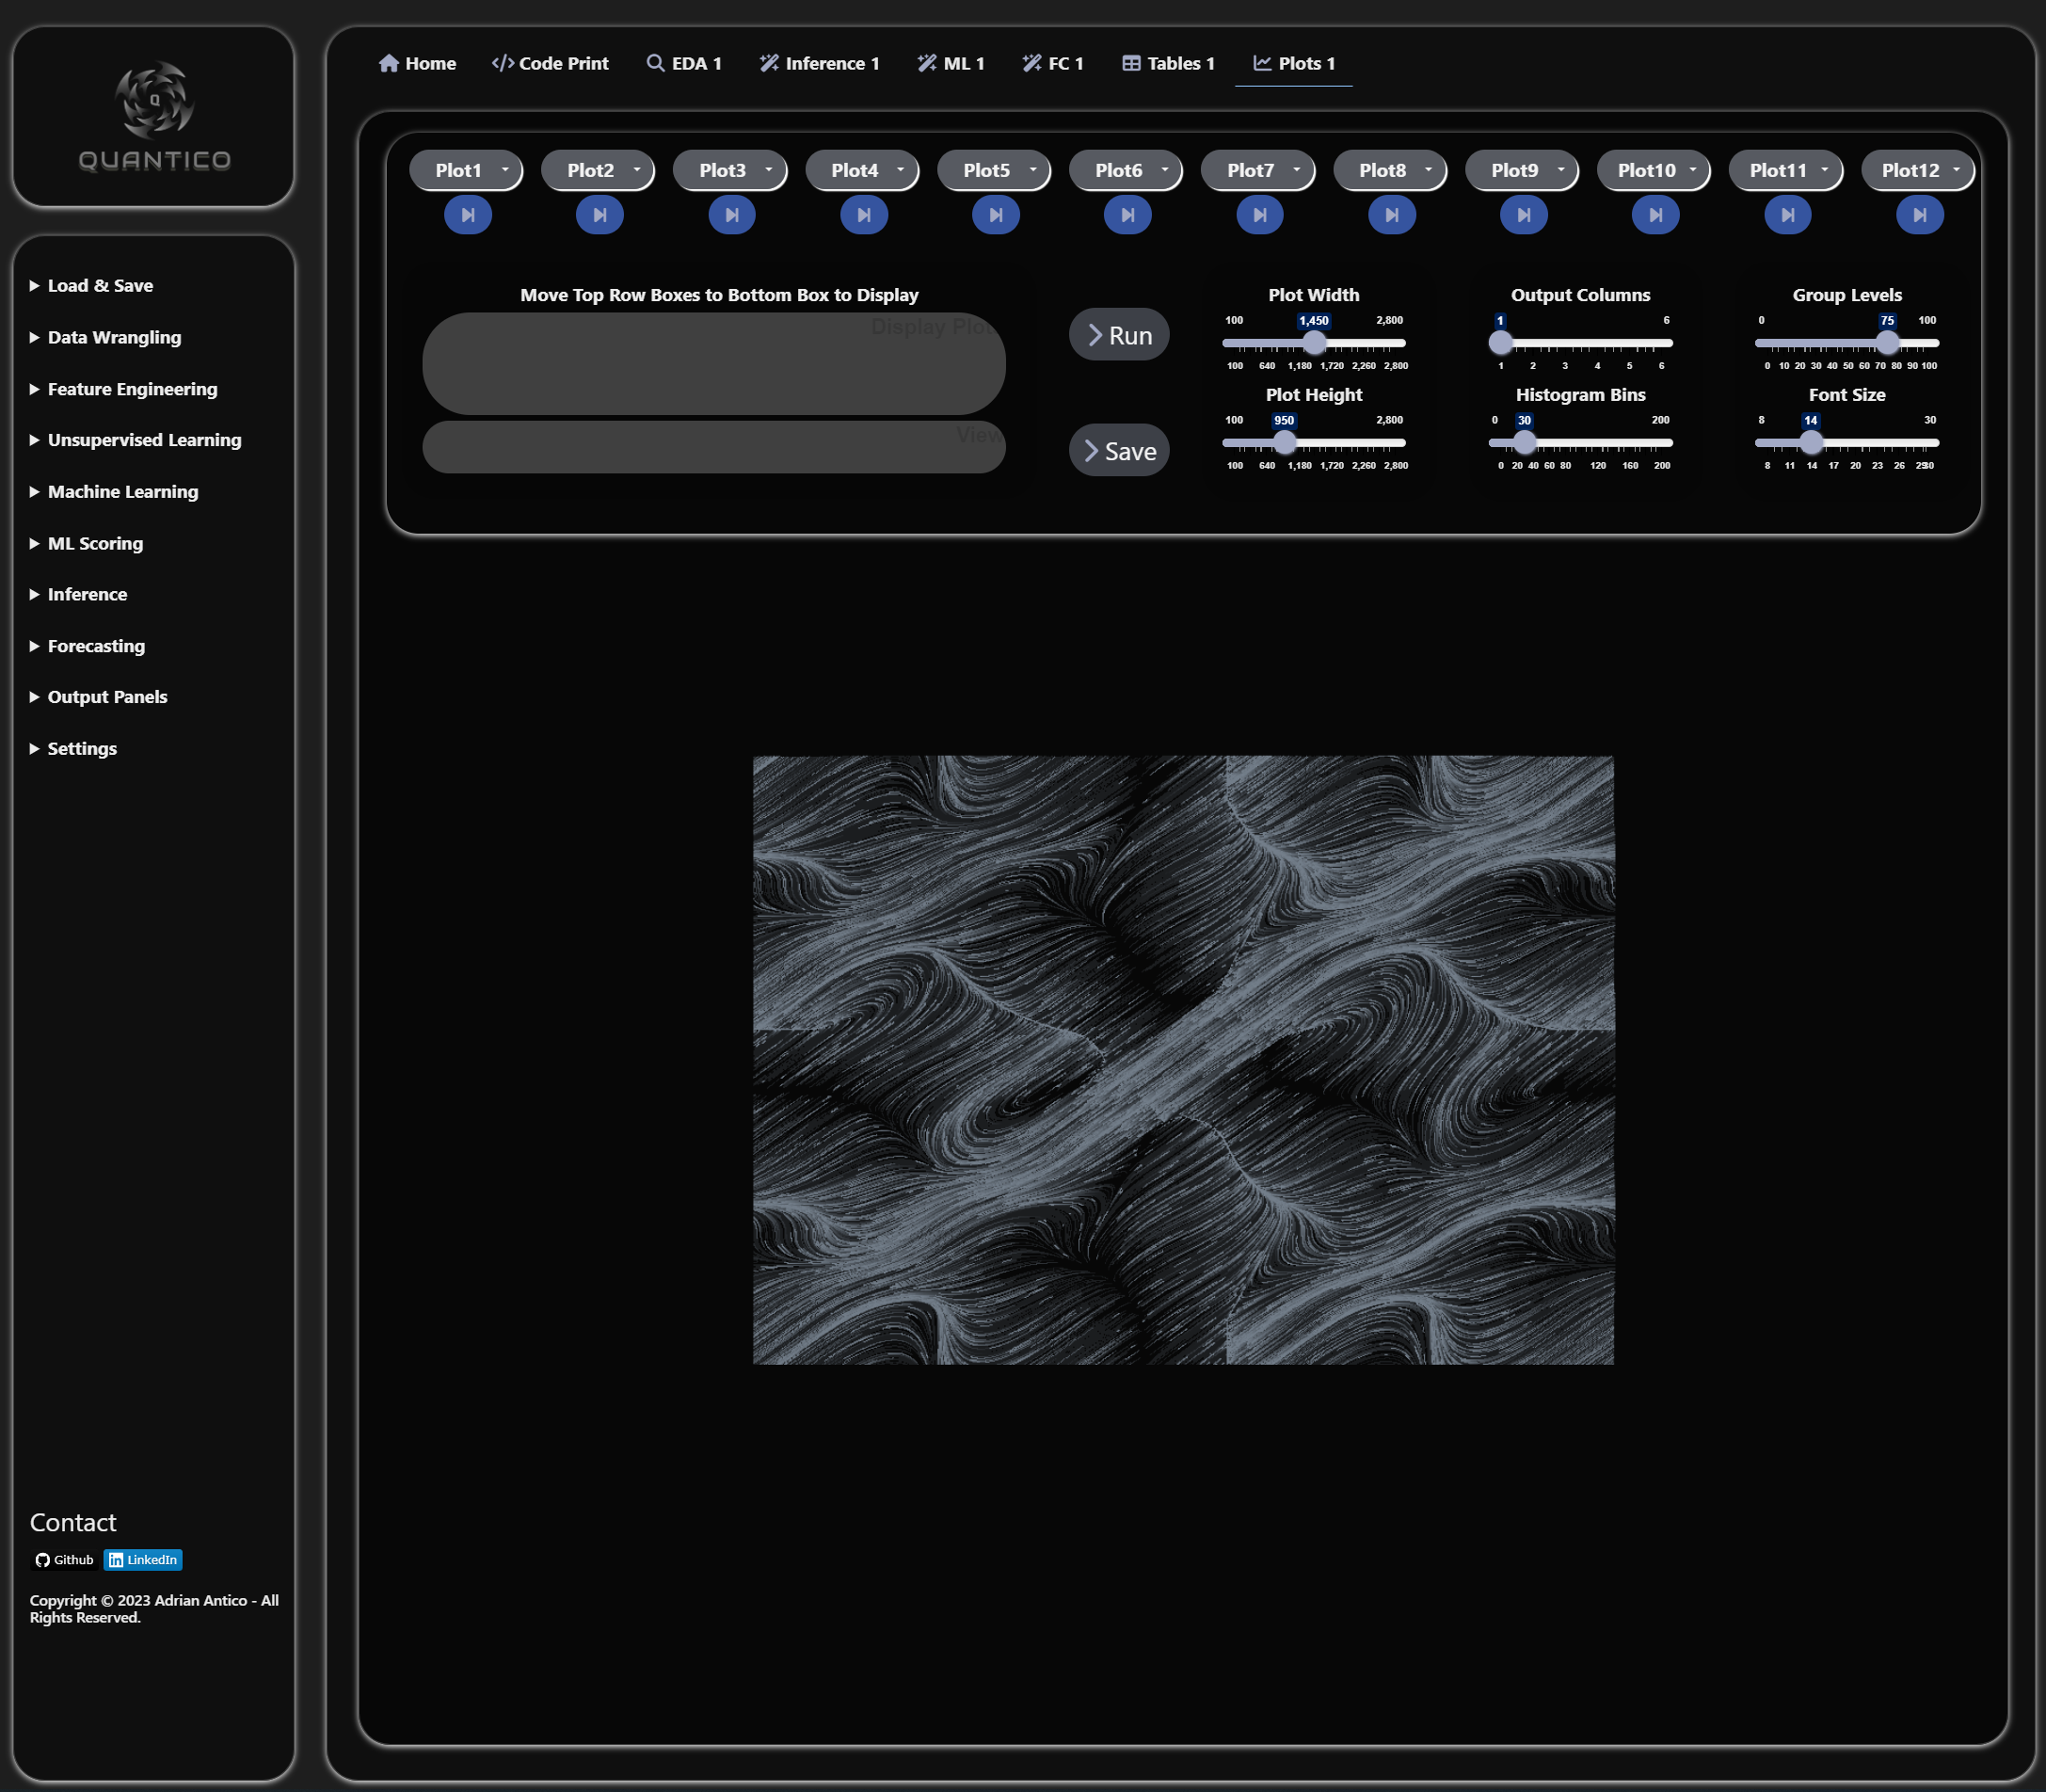 Q
QUANTICO
Load & Save
Data Wrangling
Feature Engineering
Unsupervised Learning
Machine Learning
ML Scoring
Inference
Forecasting
Output Panels
Settings
Contact
Github LinkedIn
Copyright © 2023 Adrian Antico - All
Rights Reserved.
Home Code Print EDA 1 Inference 1 ML 1 FC 1 Tables 1 Plots 1
Plot1 Plot2 Plot3 Plot4 Plot5 Plot6 Plot7 Plot8 Plot9 Plot10 Plot11 Plot12
Move Top Row Boxes to Bottom Box to Display
Display Plot
View
Run
Save
Plot Width
100 1,450 2,800
100 640 1,180 1,720 2,260 2,800
Plot Height
100 950 2,800
100 640 1,180 1,720 2,260 2,800
Output Columns
1 6
1 2 3 4 5 6
Histogram Bins
0 30 200
0 20 40 60 80 120 160 200
Group Levels
0 75 100
0 10 20 30 40 50 60 70 80 90 100
Font Size
8 14 30
8 11 14 17 20 23 26 29 30